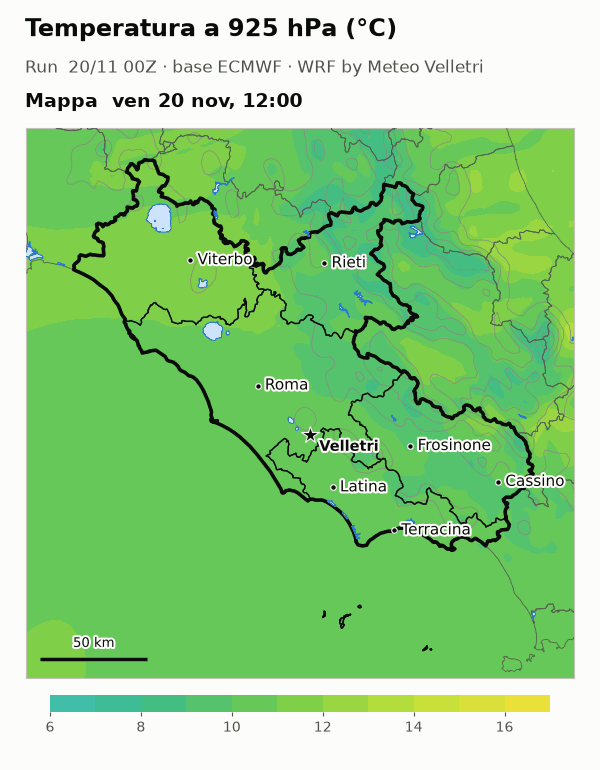 Temperatura a 925 hPa (°C)
Run  20/11 00Z · base ECMWF · WRF by Meteo Velletri
Mappa  ven 20 nov, 12:00
Viterbo
Rieti
Roma
Velletri
Frosinone
Cassino
Latina
Terracina
50 km
6 8 10 12 14 16